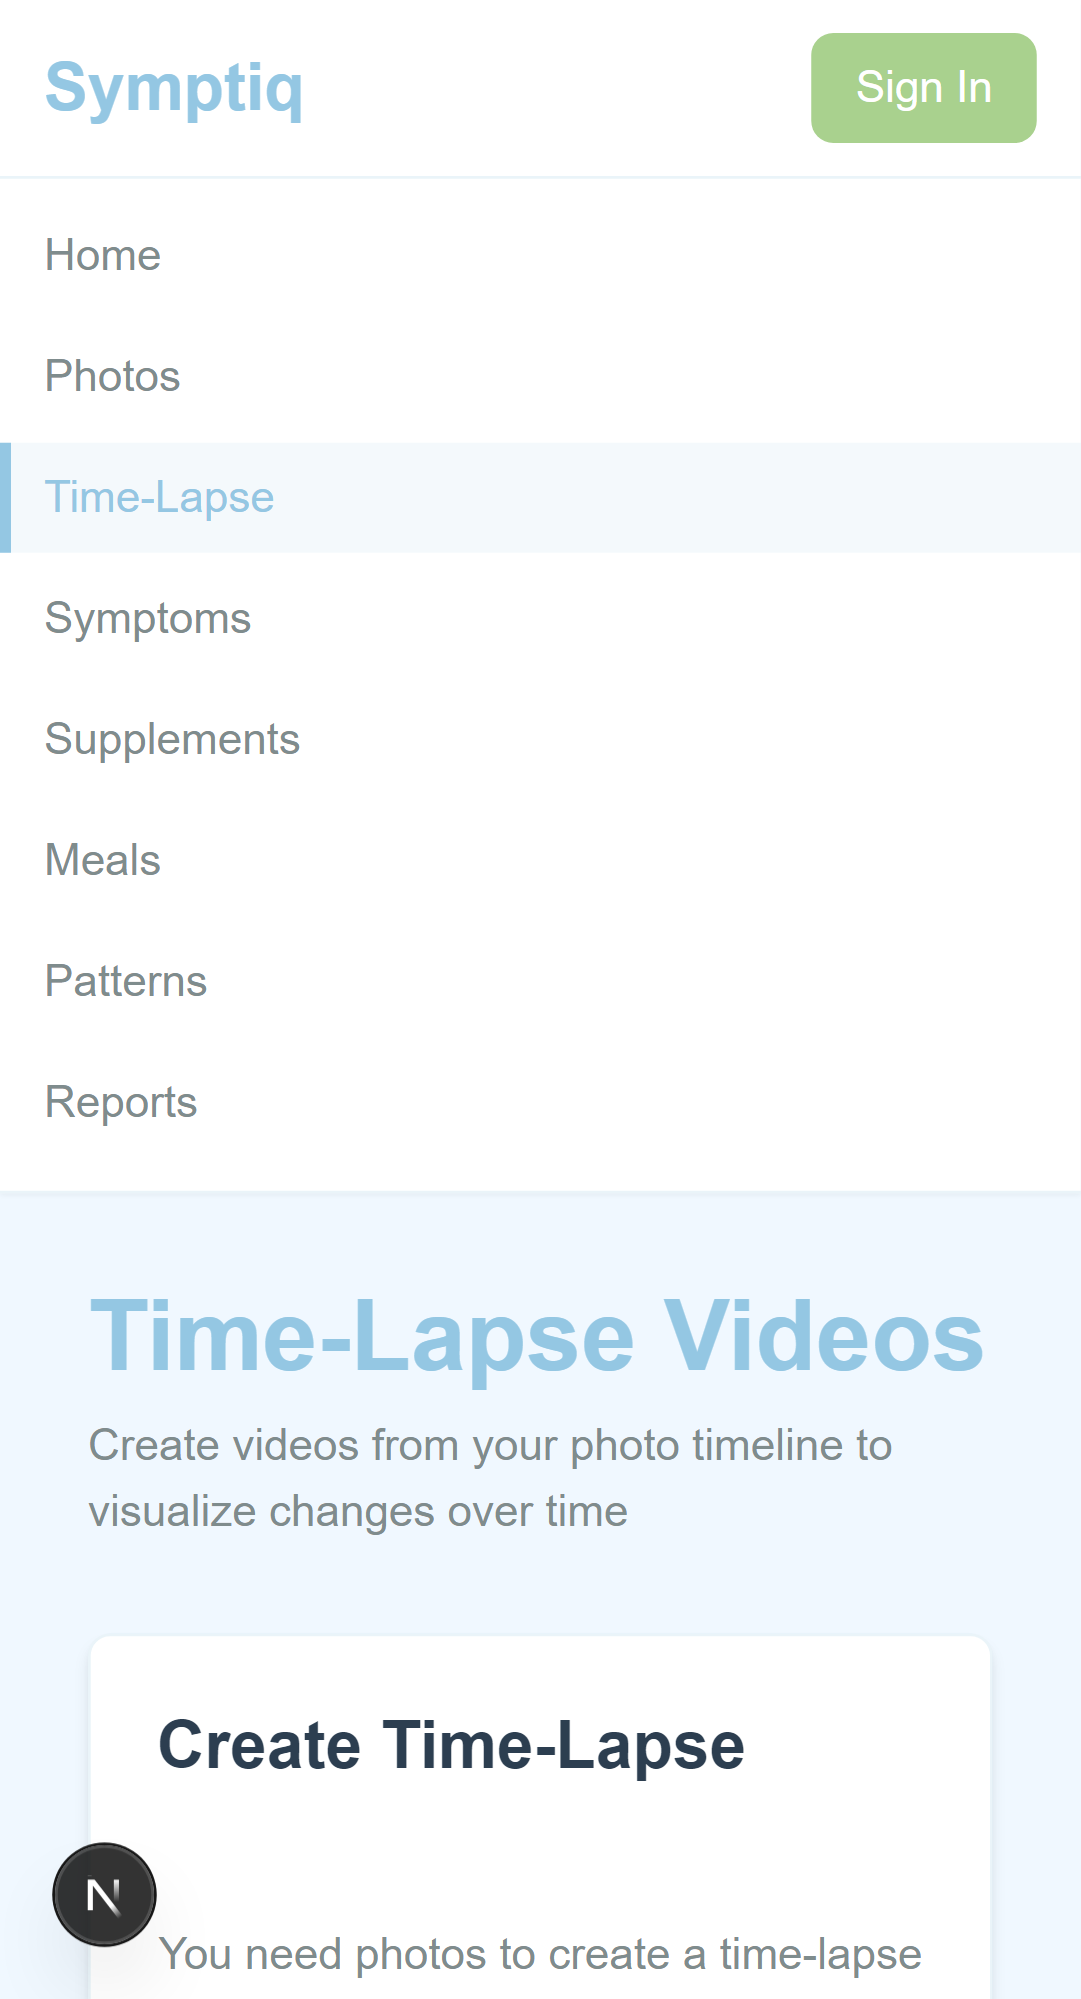 Symptiq
Sign In
Home
Photos
Time-Lapse
Symptoms
Supplements
Meals
Patterns
Reports
Time-Lapse Videos
Create videos from your photo timeline to
visualize changes over time
Create Time-Lapse
N
You need photos to create a time-lapse